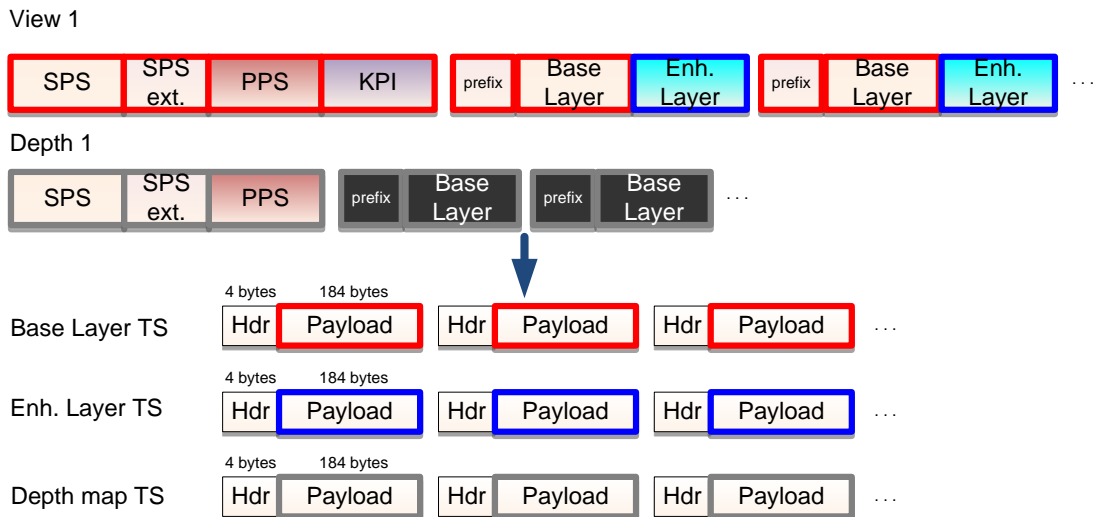 View 1
SPS SPS ext. PPS KPI prefix Base Layer Enh. Layer prefix Base Layer Enh. Layer ...
Depth 1
SPS SPS ext. PPS prefix Base Layer prefix Base Layer ...
4 bytes 184 bytes
Base Layer TS Hdr Payload Hdr Payload Hdr Payload ...
4 bytes 184 bytes
Enh. Layer TS Hdr Payload Hdr Payload Hdr Payload ...
4 bytes 184 bytes
Depth map TS Hdr Payload Hdr Payload Hdr Payload ...